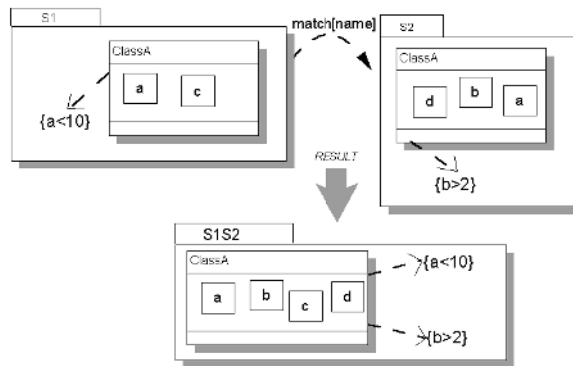 S1
ClassA
a
c
{a<10}
match[name]
S2
ClassA
d
b
a
{b>2}
RESULT
S1S2
ClassA
a
b
c
d
{a<10}
{b>2}